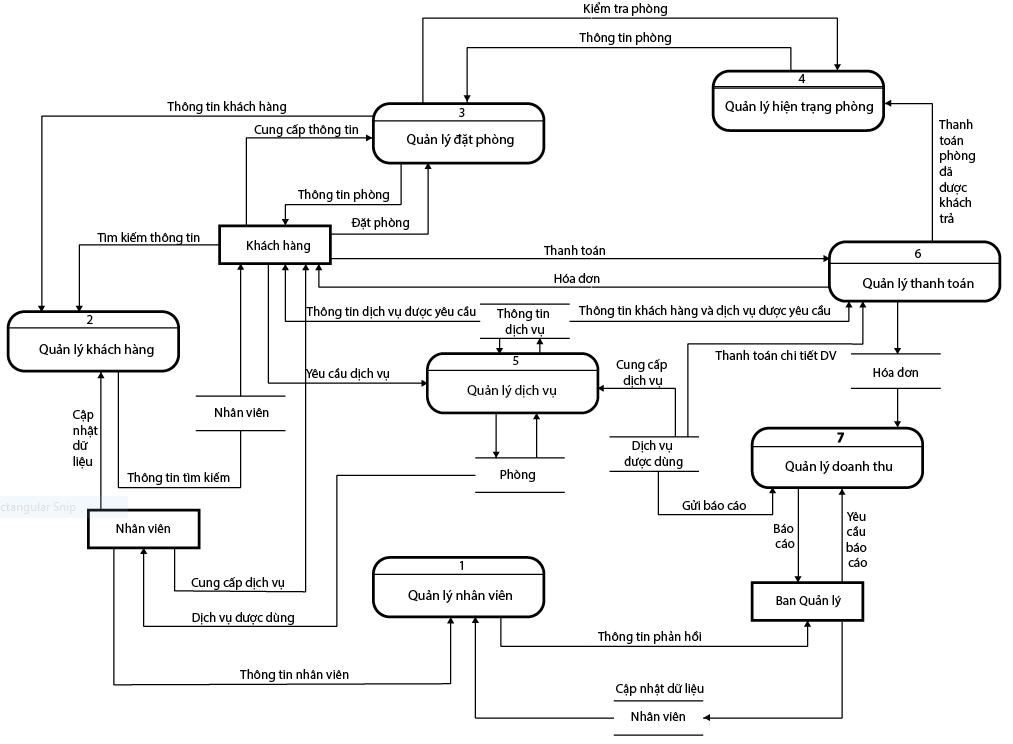 Kiểm tra phòng
Thông tin phòng
4
Quản lý hiện trạng phòng
Thông tin khách hàng
3
Quản lý đặt phòng
Cung cấp thông tin
Thanh
toán
phòng
đã
được
khách
trả
Thông tin phòng
Đặt phòng
Tìm kiếm thông tin
Khách hàng
Thanh toán
6
Quản lý thanh toán
Hóa dơn
2
Quản lý khách hàng
Thông tin dịch vụ được yêu cầu
Thông tin
dịch vụ
Thông tin khách hàng và dịch vụ được yêu cầu
Thanh toán chi tiết DV
5
Quản lý dịch vụ
Yêu cầu dịch vụ
Cung cấp
dịch vụ
Hóa dơn
Cập
nhật
dữ
liệu
Nhân viên
7
Quản lý doanh thu
Dịch vụ
được dùng
Thông tin tìm kiếm
Phòng
ctangular Snip
Gửi báo cáo
Nhân viên
Báo
cáo
Yêu
cầu
báo
cáo
1
Quản lý nhân viên
Cung cấp dịch vụ
Ban Quản lý
Dịch vụ được dùng
Thông tin phản hồi
Thông tin nhân viên
Cập nhật dữ liệu
Nhân viên